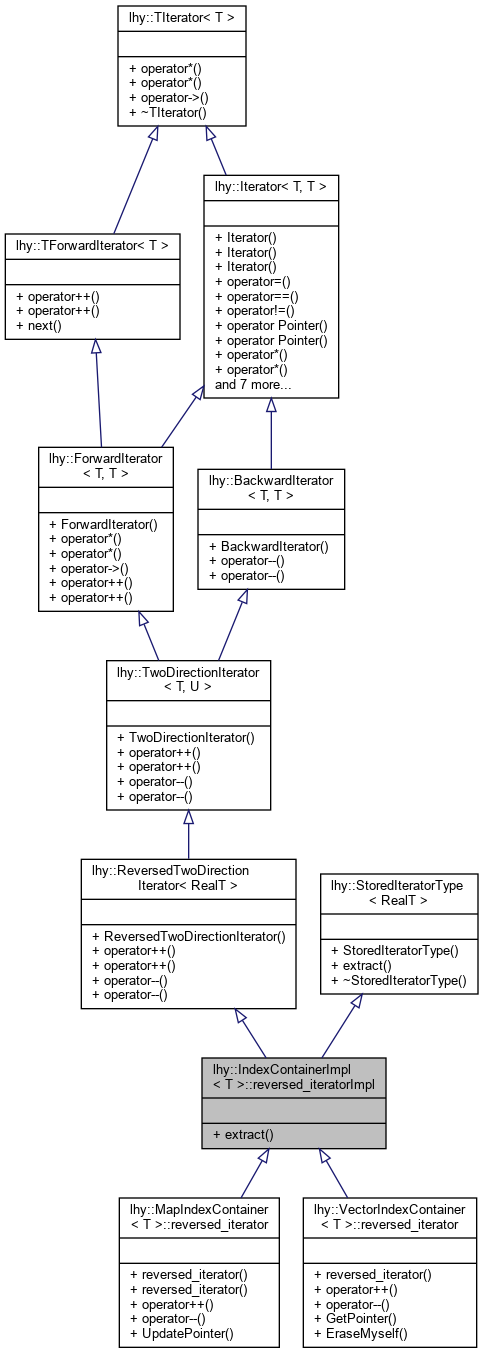 lhy::TIterator< T >
+ operator*()
+ operator*()
+ operator->()
+ ~TIterator()
lhy::Iterator< T, T >
+ Iterator()
+ Iterator()
+ Iterator()
+ operator=()
+ operator==()
+ operator!=()
+ operator Pointer()
+ operator Pointer()
+ operator*()
+ operator*()
and 7 more...
lhy::TForwardIterator< T >
+ operator++()
+ operator++()
+ next()
lhy::ForwardIterator
< T, T >
+ ForwardIterator()
+ operator*()
+ operator*()
+ operator->()
+ operator++()
+ operator++()
lhy::BackwardIterator
< T, T >
+ BackwardIterator()
+ operator--()
+ operator--()
lhy::TwoDirectionIterator
< T, U >
+ TwoDirectionIterator()
+ operator++()
+ operator++()
+ operator--()
+ operator--()
lhy::ReversedTwoDirection
Iterator< RealT >
+ ReversedTwoDirectionIterator()
+ operator++()
+ operator++()
+ operator--()
+ operator--()
lhy::StoredIteratorType
< RealT >
+ StoredIteratorType()
+ extract()
+ ~StoredIteratorType()
lhy::IndexContainerImpl
< T >::reversed_iteratorImpl
+ extract()
lhy::MapIndexContainer
< T >::reversed_iterator
+ reversed_iterator()
+ reversed_iterator()
+ operator++()
+ operator--()
+ UpdatePointer()
lhy::VectorIndexContainer
< T >::reversed_iterator
+ reversed_iterator()
+ operator++()
+ operator--()
+ GetPointer()
+ EraseMyself()